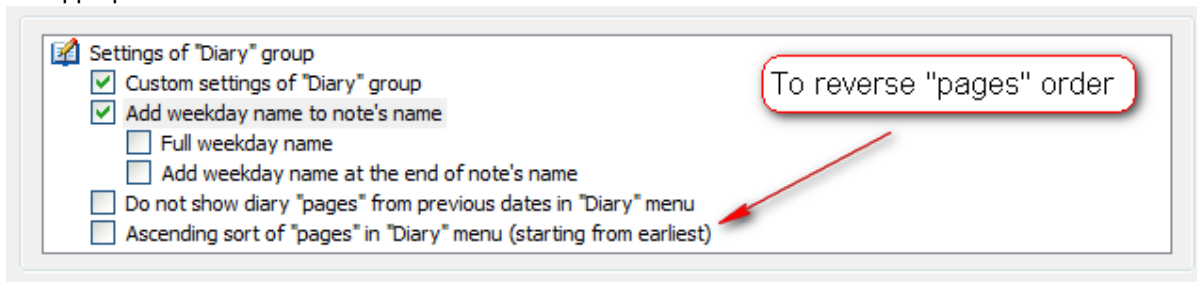 Settings of "Diary" group
Custom settings of "Diary" group
To reverse "pages" order
Add weekday name to note's name
Full weekday name
Add weekday name at the end of note's name
Do not show diary "pages" from previous dates in "Diary" menu
Ascending sort of "pages" in "Diary" menu (starting from earliest)